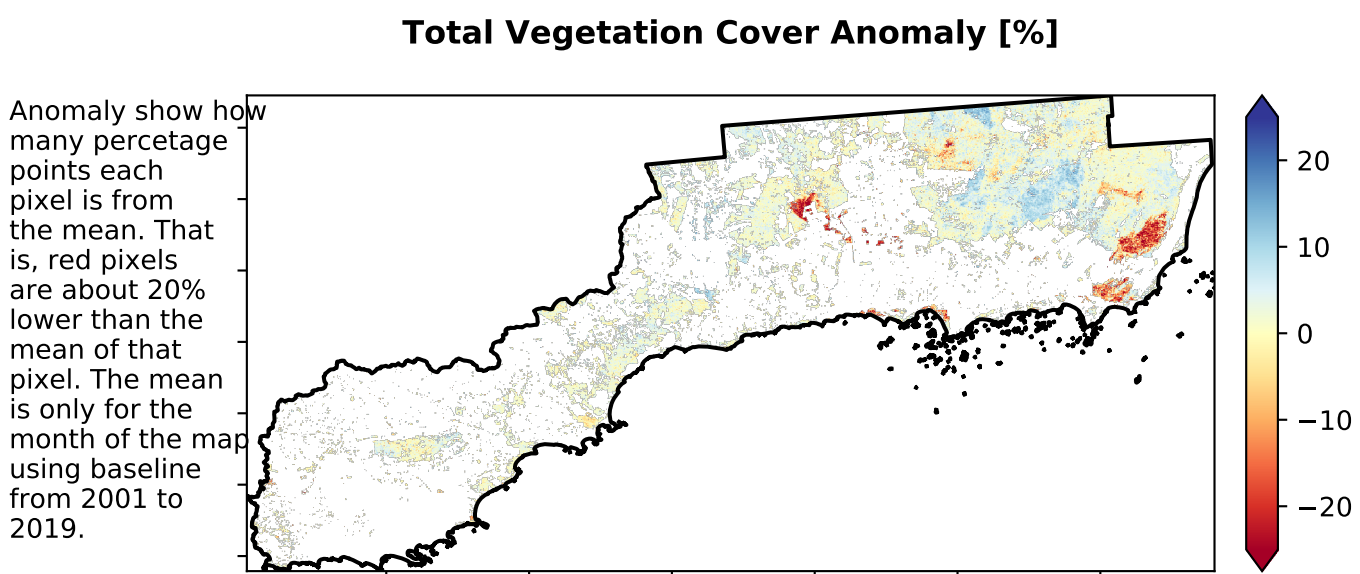 Total Vegetation Cover Anomaly [%]
Anomaly show how
many percetage
points each
pixel is from
the mean. That
is, red pixels
are about 20%
lower than the
mean of that
pixel. The mean
is only for the
month of the map
using baseline
from 2001 to
2019.
20
10
0
−10
−20